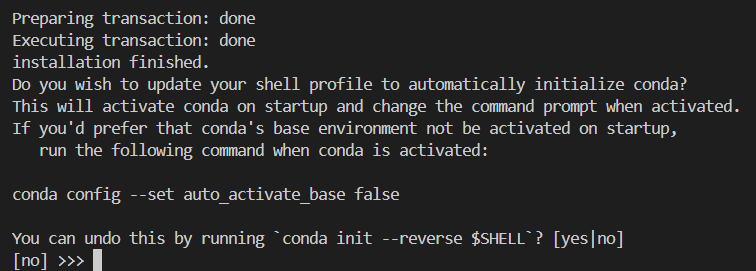 Preparing transaction: done
Executing transaction: done
installation finished.
Do you wish to update your shell profile to automatically initialize conda?
This will activate conda on startup and change the command prompt when activated.
If you'd prefer that conda's base environment not be activated on startup,
   run the following command when conda is activated:

conda config --set auto_activate_base false

You can undo this by running `conda init --reverse $SHELL`? [yes|no]
[no] >>>